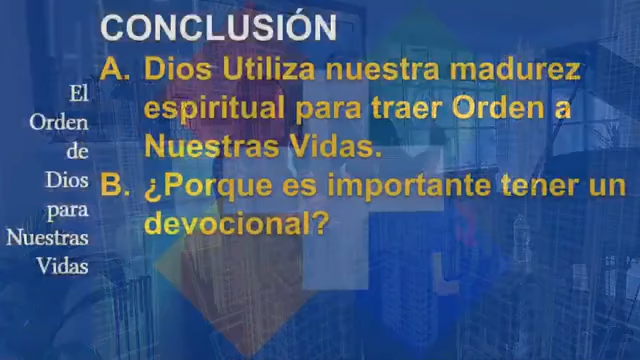 CONCLUSIÓN
A. Dios Utiliza nuestra madurez
espiritual para traer Orden a
Nuestras Vidas.
B. ¿Porque es importante tener un
devocional?
El
Orden
de
Dios
para
Nuestras
Vidas